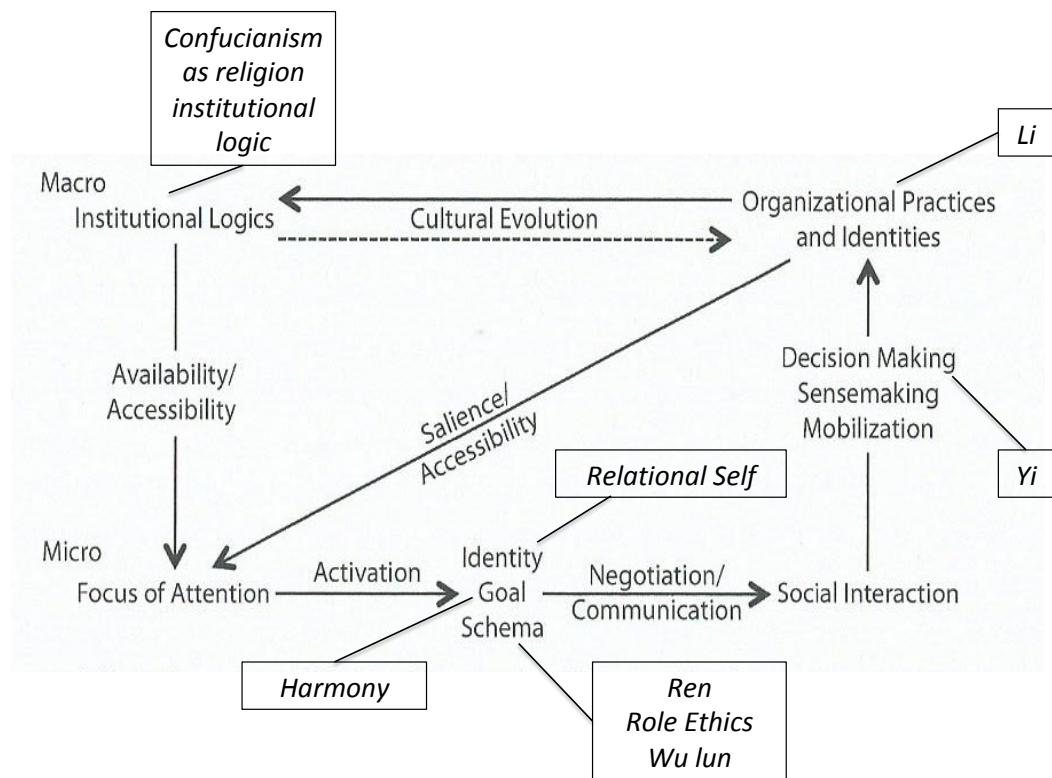 Confucianism
as religion
institutional
logic
Li
Macro
Institutional Logics
Cultural Evolution
Organizational Practices
and Identities
Availability/
Accessibility
Salience/
Accessibility
Decision Making
Sensemaking
Mobilization
Relational Self
Yi
Micro
Focus of Attention
Activation
Identity
Goal
Schema
Negotiation/
Communication
Social Interaction
Harmony
Ren
Role Ethics
Wu lun